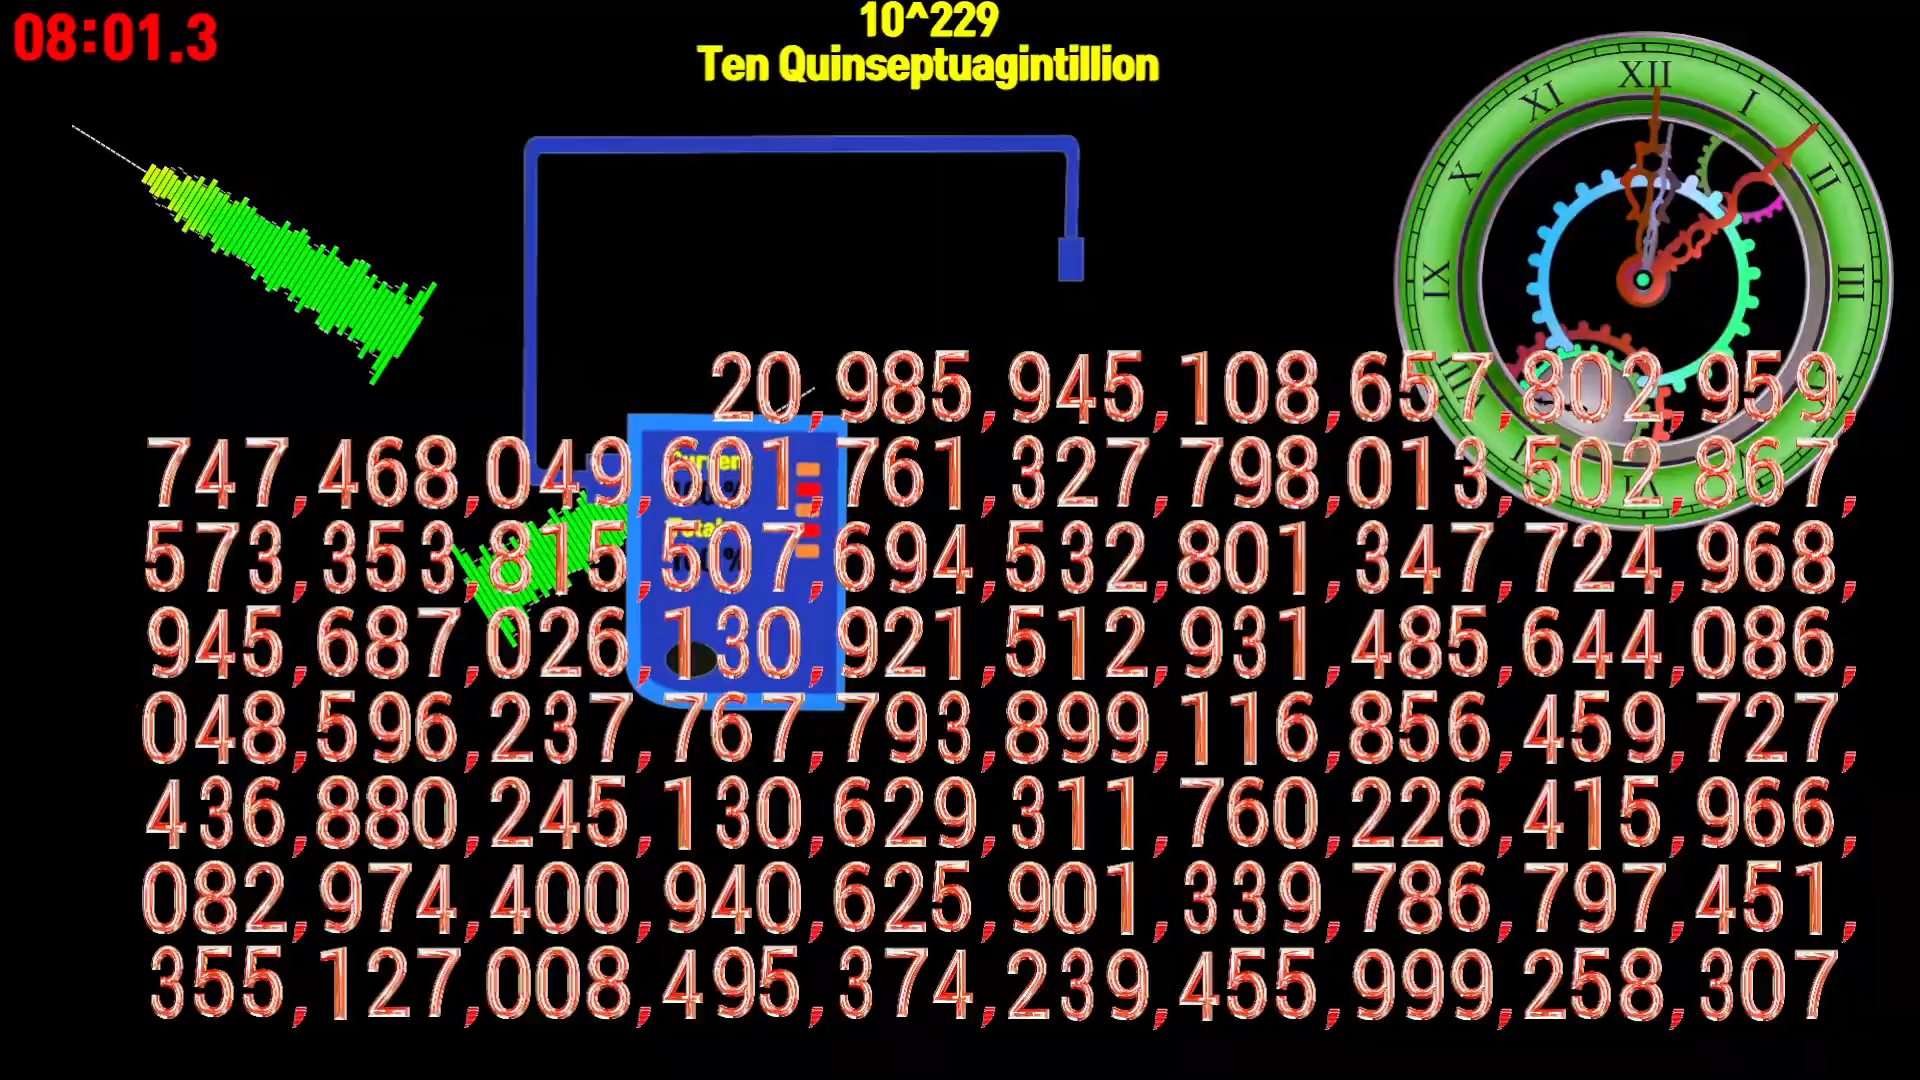 08:01.3
10^229
Ten Quinseptuagintillion
XII
I
II
III
IX
X
XI
20,985,945,108,657,802,959,
747,468,049,601,761,327,798,013,502,867,
573,353,815,507,694,532,801,347,724,968,
945,687,026,130,921,512,931,485,644,086,
048,596,237,767,793,899,116,856,459,727,
436,880,245,130,629,311,760,226,415,966,
082,974,400,940,625,901,339,786,797,451,
355,127,008,495,374,239,455,999,258,307